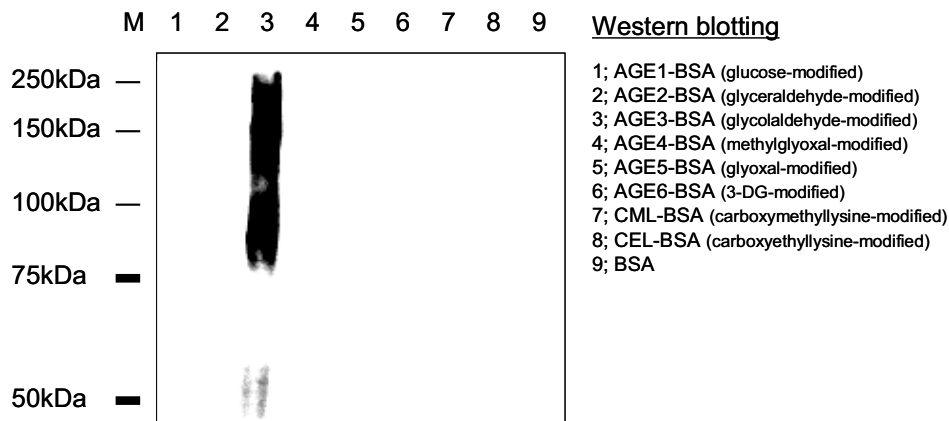 M 1 2 3 4 5 6 7 8 9
Western blotting
250kDa
150kDa
100kDa
75kDa
50kDa
1; AGE1-BSA (glucose-modified)
2; AGE2-BSA (glyceraldehyde-modified)
3; AGE3-BSA (glycolaldehyde-modified)
4; AGE4-BSA (methylglyoxal-modified)
5; AGE5-BSA (glyoxal-modified)
6; AGE6-BSA (3-DG-modified)
7; CML-BSA (carboxymethyllysine-modified)
8; CEL-BSA (carboxyethyllysine-modified)
9; BSA